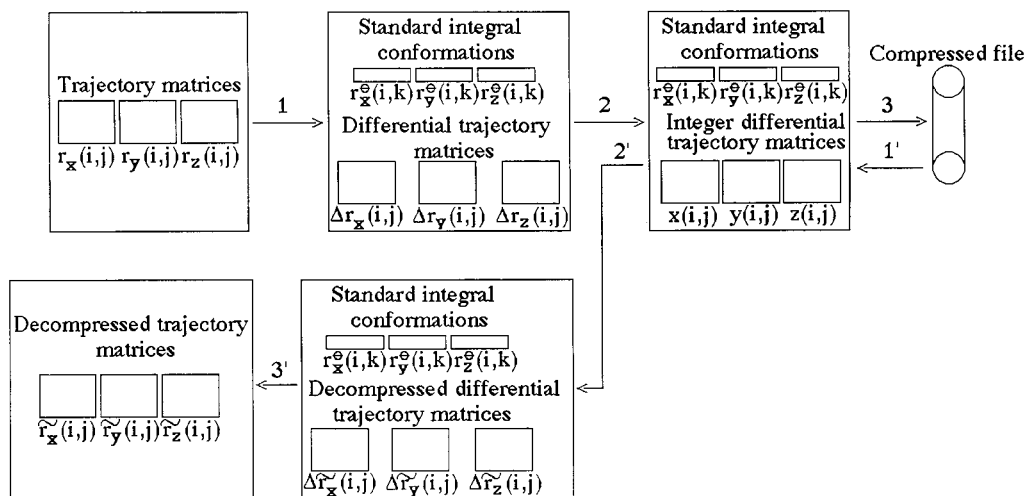 Trajectory matrices
r_x(i,j) r_y(i,j) r_z(i,j)
1
Standard integral
conformations
r_x^⊖(i,k) r_y^⊖(i,k) r_z^⊖(i,k)
Differential trajectory
matrices
Δr_x(i,j) Δr_y(i,j) Δr_z(i,j)
2
Standard integral
conformations
r_x^⊖(i,k) r_y^⊖(i,k) r_z^⊖(i,k)
Integer differential
trajectory matrices
x(i,j) y(i,j) z(i,j)
3
Compressed file
1'
2'
Standard integral
conformations
r_x^⊖(i,k) r_y^⊖(i,k) r_z^⊖(i,k)
Decompressed differential
trajectory matrices
Δr̃_x(i,j) Δr̃_y(i,j) Δr̃_z(i,j)
3'
Decompressed trajectory
matrices
r̃_x(i,j) r̃_y(i,j) r̃_z(i,j)